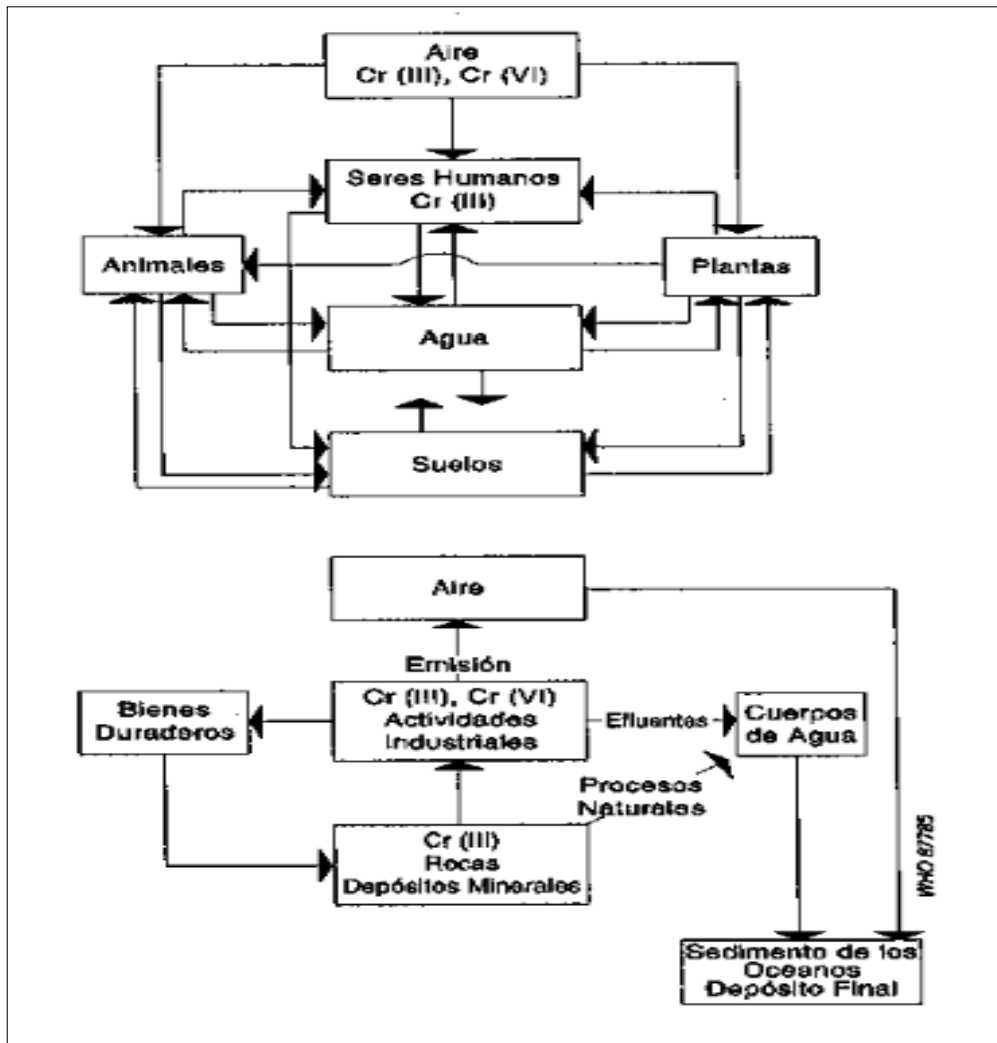 Aire
Cr (III), Cr (VI)
Seres Humanos
Cr (III)
Animales
Plantas
Agua
Suelos
Aire
Emisión
Cr (III), Cr (VI)
Actividades
Industriales
Bienes
Duraderos
Efluentes
Cuerpos
de Agua
Procesos
Naturales
Cr (III)
Rocas
Depósitos Minerales
WHO 87785
Sedimento de los
Océanos
Depósito Final